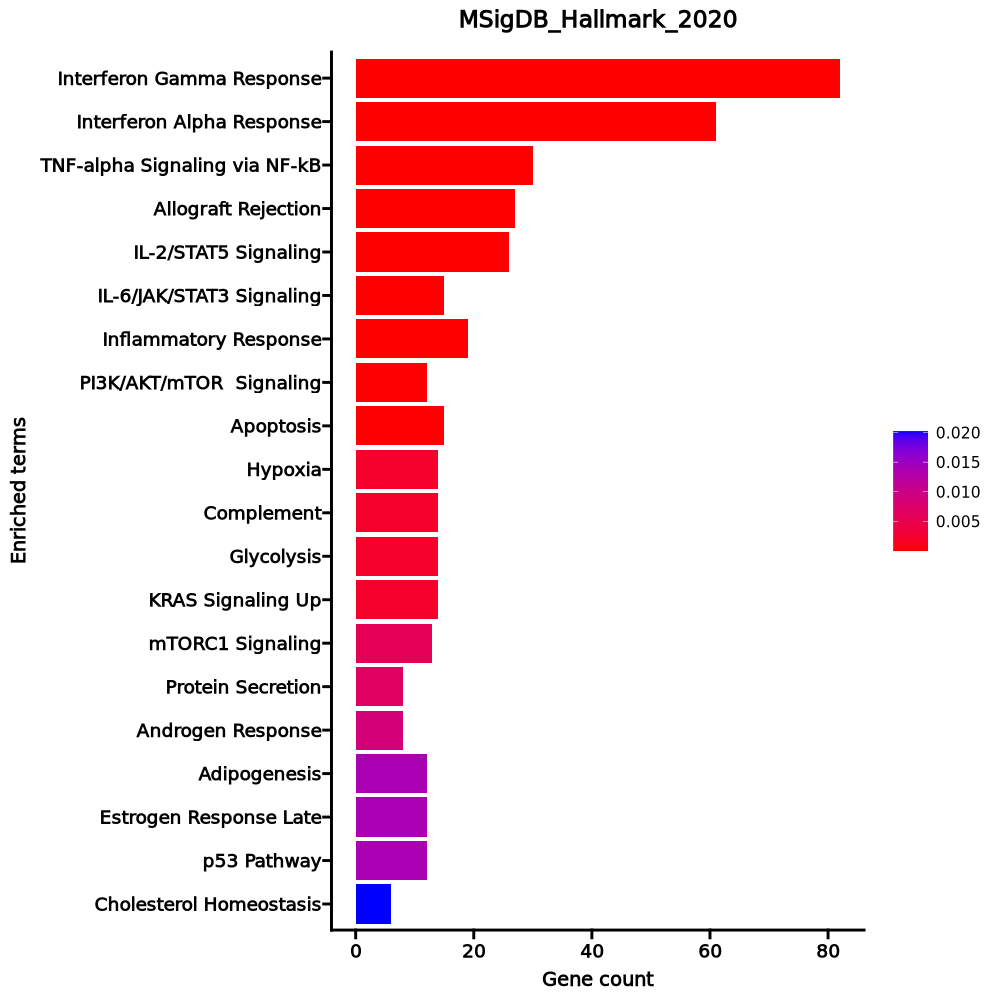 MSigDB_Hallmark_2020
Interferon Gamma Response
Interferon Alpha Response
TNF-alpha Signaling via NF-kB
Allograft Rejection
IL-2/STAT5 Signaling
IL-6/JAK/STAT3 Signaling
Inflammatory Response
PI3K/AKT/mTOR  Signaling
Apoptosis
Hypoxia
Complement
Glycolysis
KRAS Signaling Up
mTORC1 Signaling
Protein Secretion
Androgen Response
Adipogenesis
Estrogen Response Late
p53 Pathway
Cholesterol Homeostasis
Enriched terms
0 20 40 60 80
Gene count
0.020
0.015
0.010
0.005